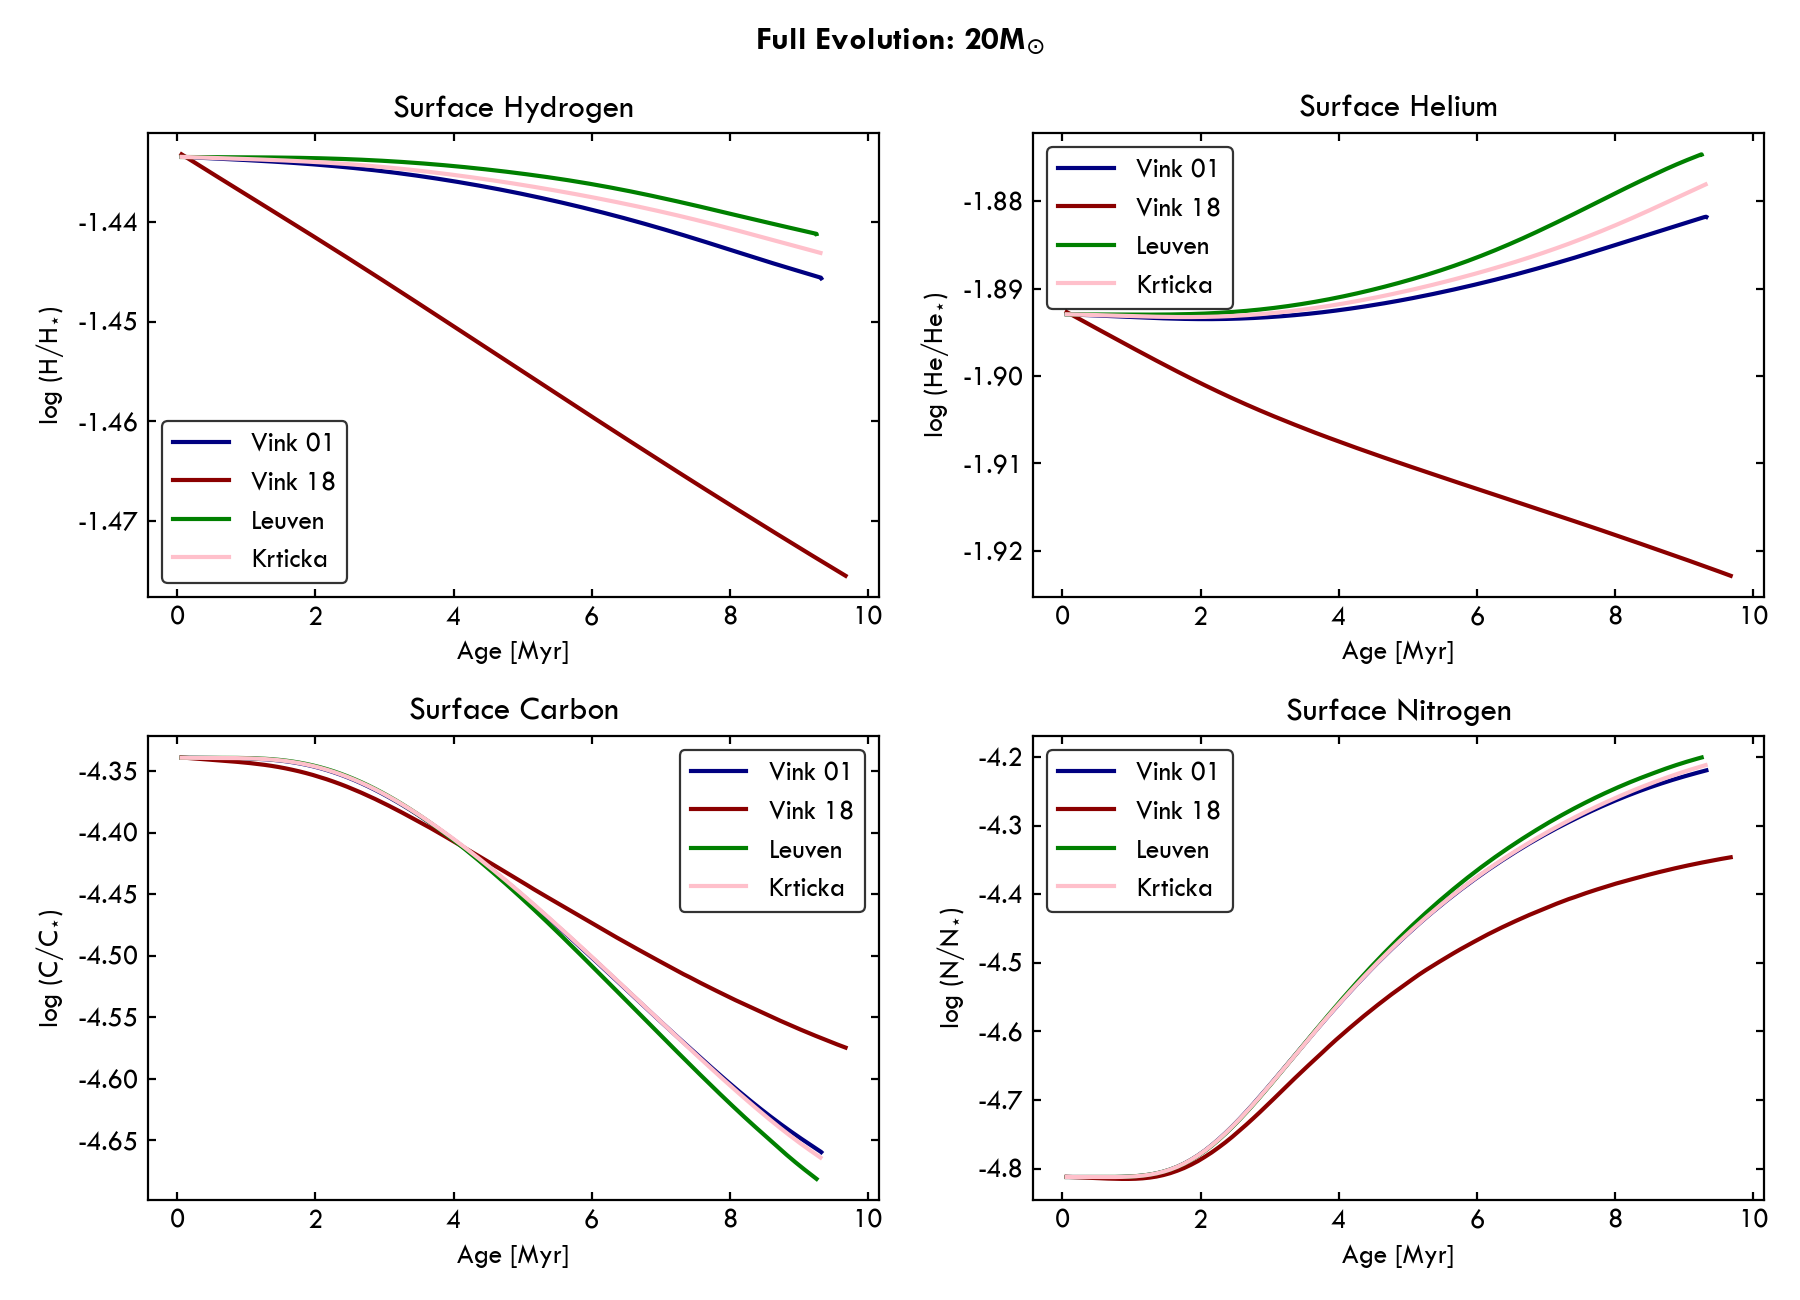 Full Evolution: 20M☉
Surface Hydrogen
log (H/H⋆)
-1.44
-1.45
-1.46
-1.47
Vink 01
Vink 18
Leuven
Krticka
0 2 4 6 8 10
Age [Myr]
Surface Helium
log (He/He⋆)
-1.88
-1.89
-1.90
-1.91
-1.92
Vink 01
Vink 18
Leuven
Krticka
0 2 4 6 8 10
Age [Myr]
Surface Carbon
log (C/C⋆)
-4.35
-4.40
-4.45
-4.50
-4.55
-4.60
-4.65
Vink 01
Vink 18
Leuven
Krticka
0 2 4 6 8 10
Age [Myr]
Surface Nitrogen
log (N/N⋆)
-4.2
-4.3
-4.4
-4.5
-4.6
-4.7
-4.8
Vink 01
Vink 18
Leuven
Krticka
0 2 4 6 8 10
Age [Myr]